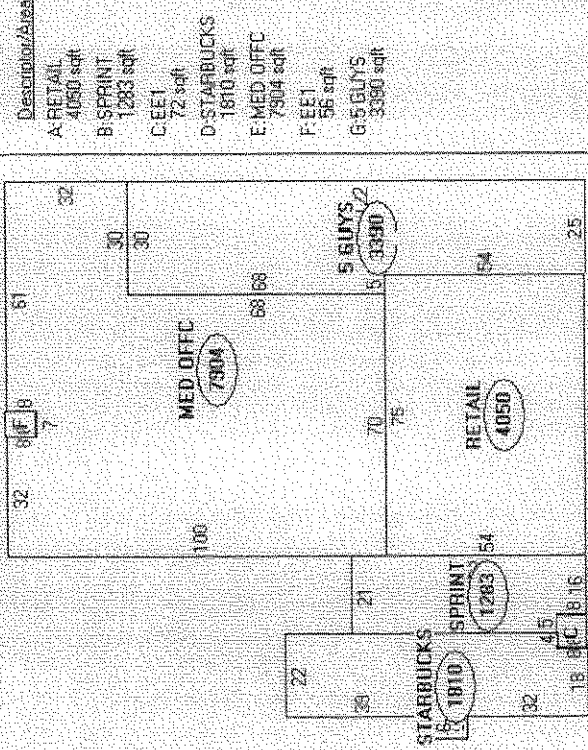 Descriptor/Area
A:RETAIL
4050 sqft
B:SPRINT
1283 sqft
C:EE1
72 sqft
D:STARBUCKS
1810 sqft
E:MED OFFC
7904 sqft
F:EE1
56 sqft
G:5 GUYS
3390 sqft
32
8
F
8
7
61
32
30
30
MED OFFC
7904
100
68
68
5 GUYS
3390
5
70
75
54
25
RETAIL
4050
54
21
SPRINT
1283
22
39
STARBUCKS
1810
32
18
C
16